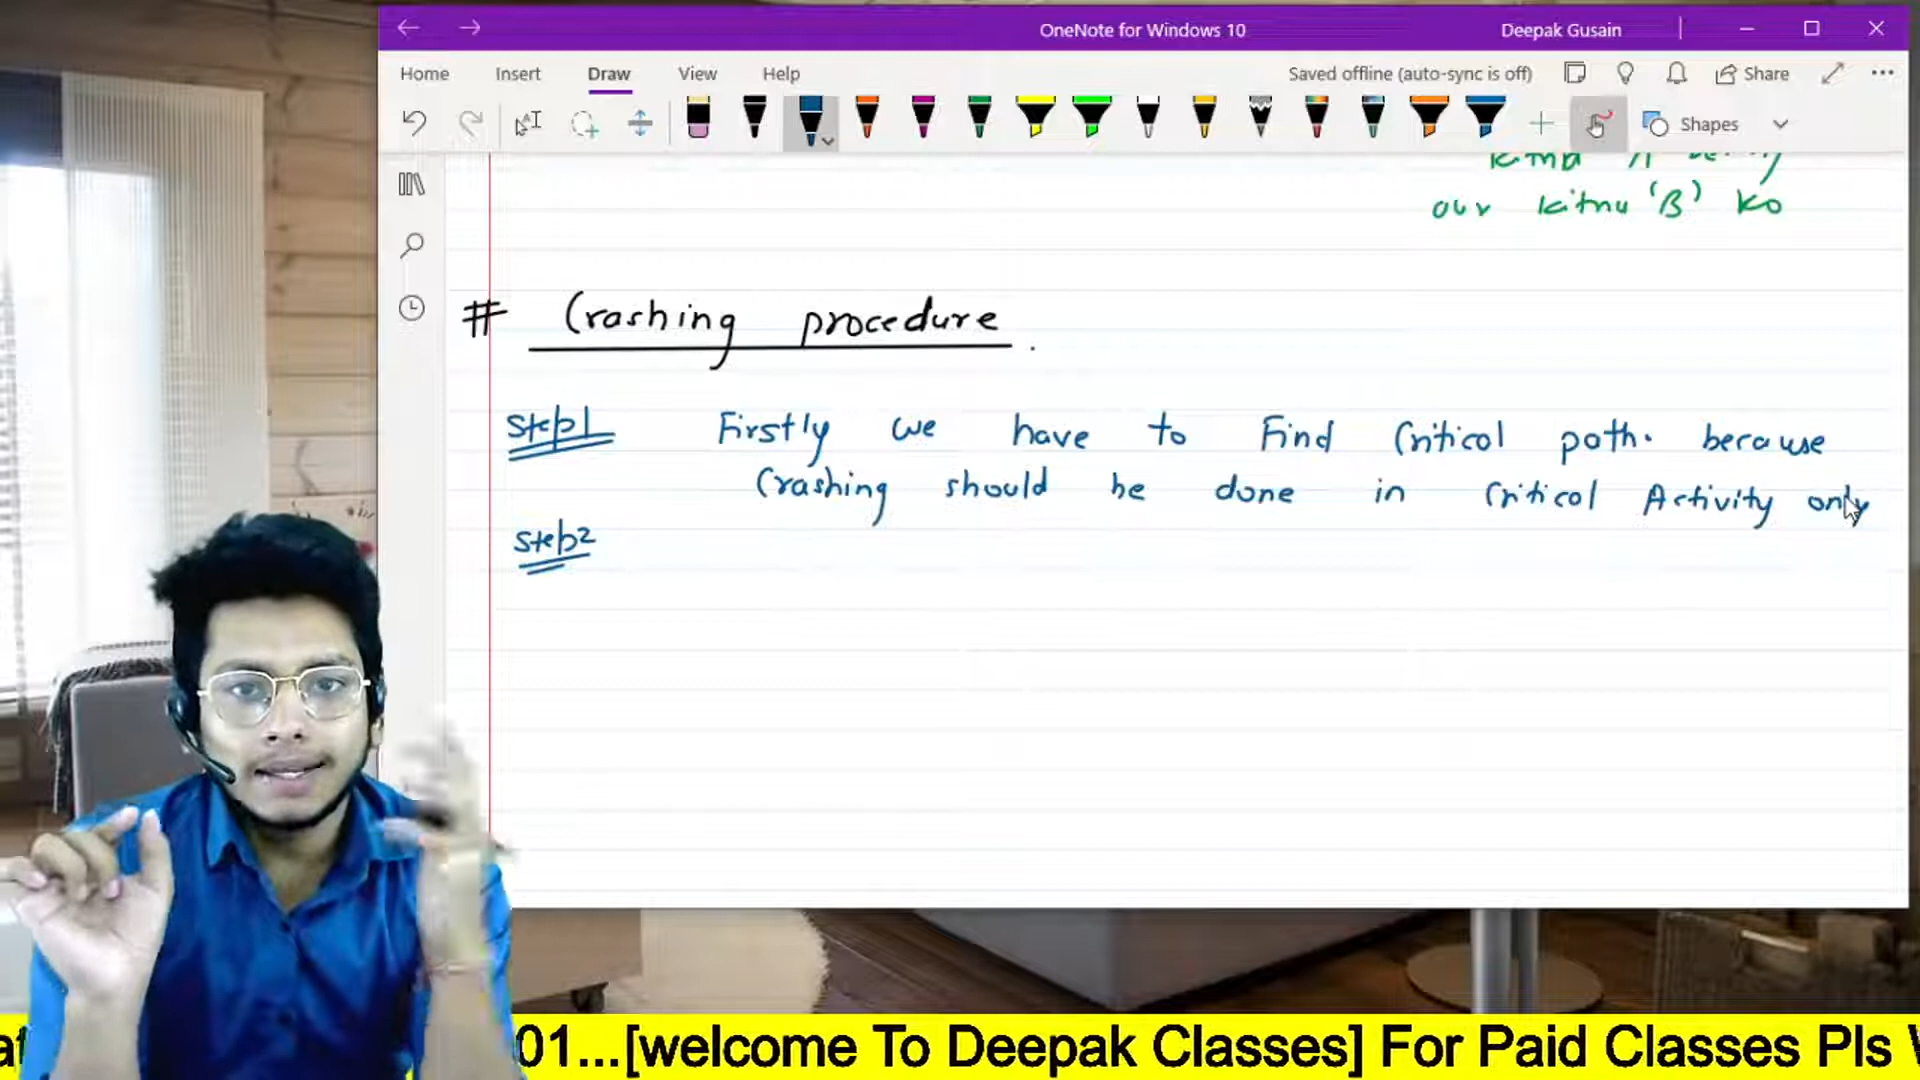 OneNote for Windows 10
Deepak Gusain
Home Insert Draw View Help
Saved offline (auto-sync is off)
Share
Shapes
our kitnu 'B' ko
# Crashing procedure.
Step1 Firstly we have to Find Critical path. because
Crashing should be done in Critical Activity only
Step2
01...[welcome To Deepak Classes] For Paid Classes Pls